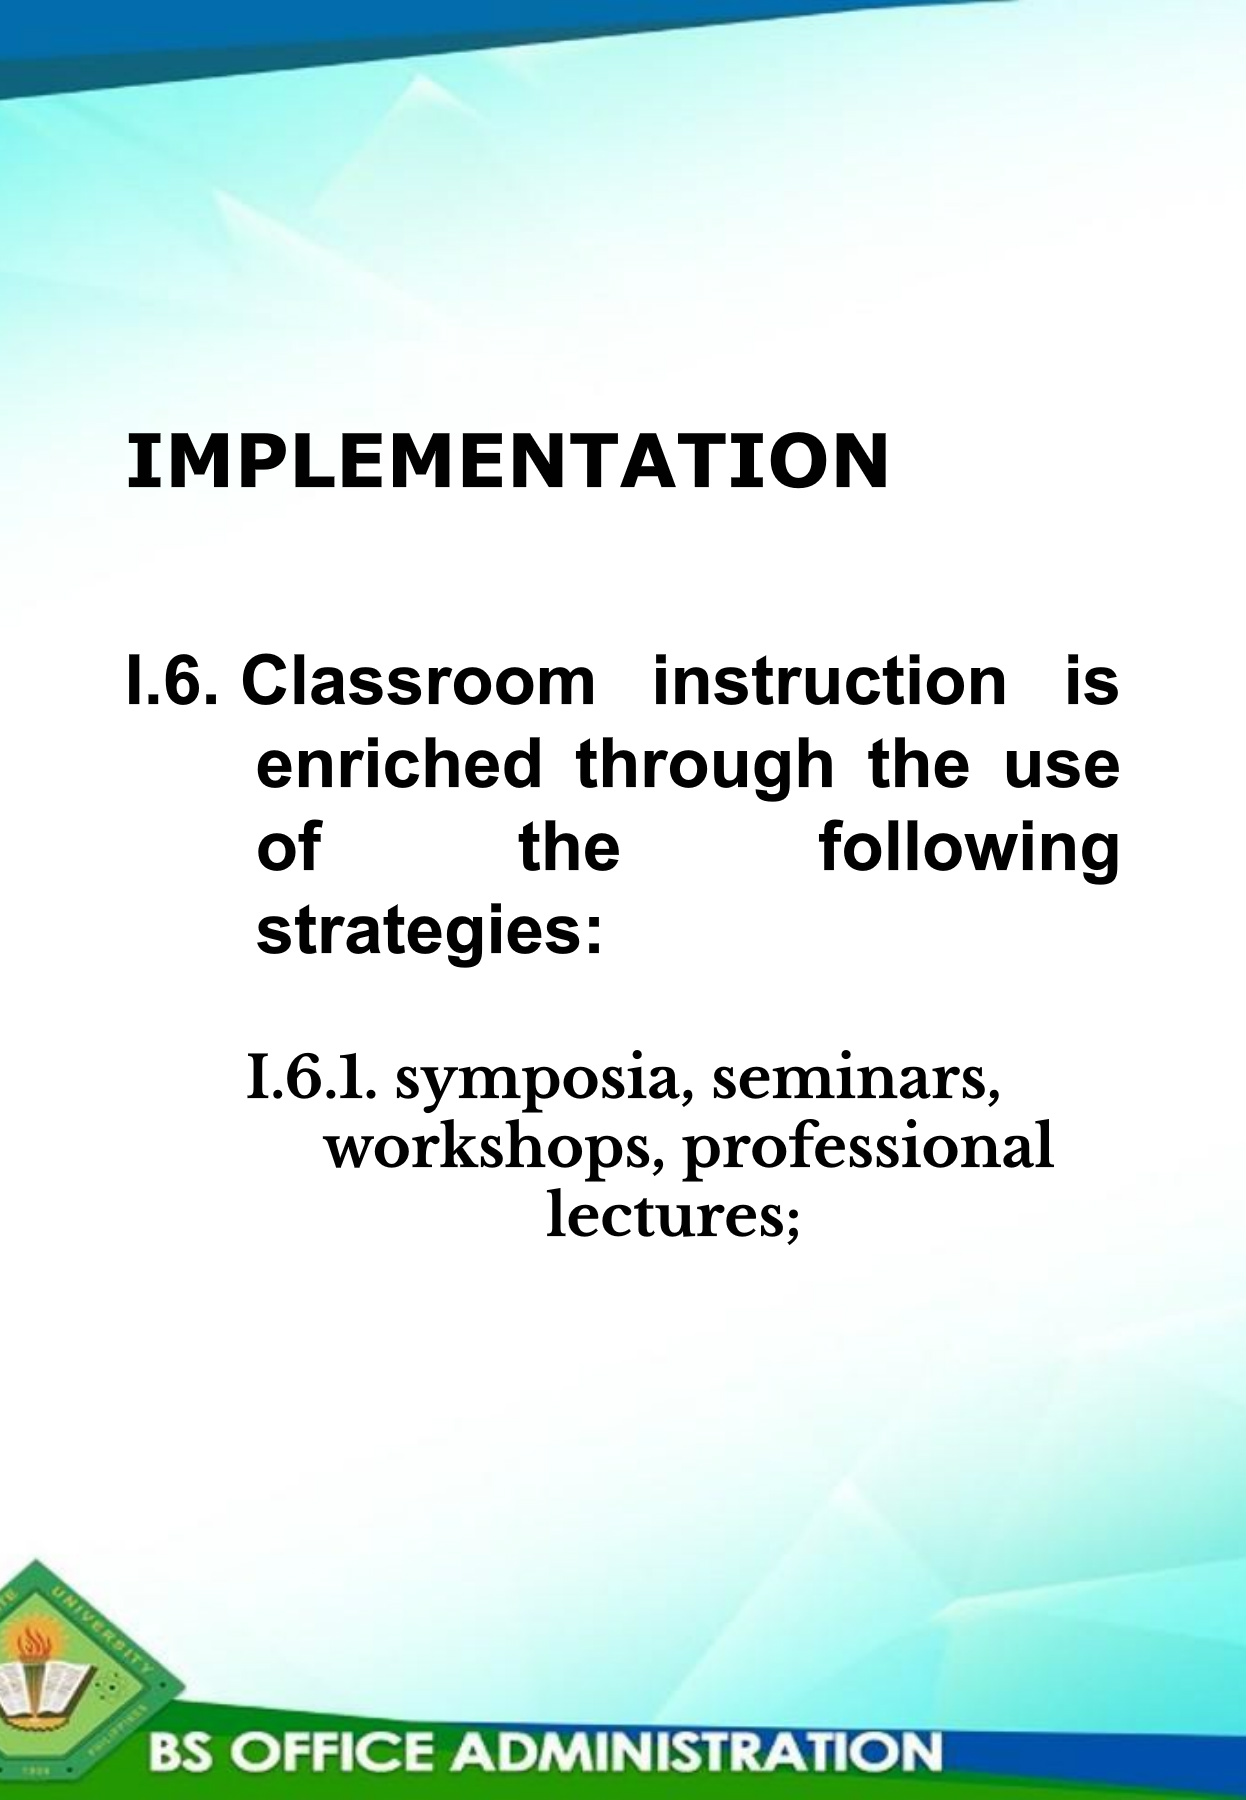 IMPLEMENTATION
I.6. Classroom instruction is
enriched through the use
of the following
strategies:
I.6.1. symposia, seminars,
workshops, professional
lectures;
UNIVERSITY
PHILIPPINES
BS OFFICE ADMINISTRATION